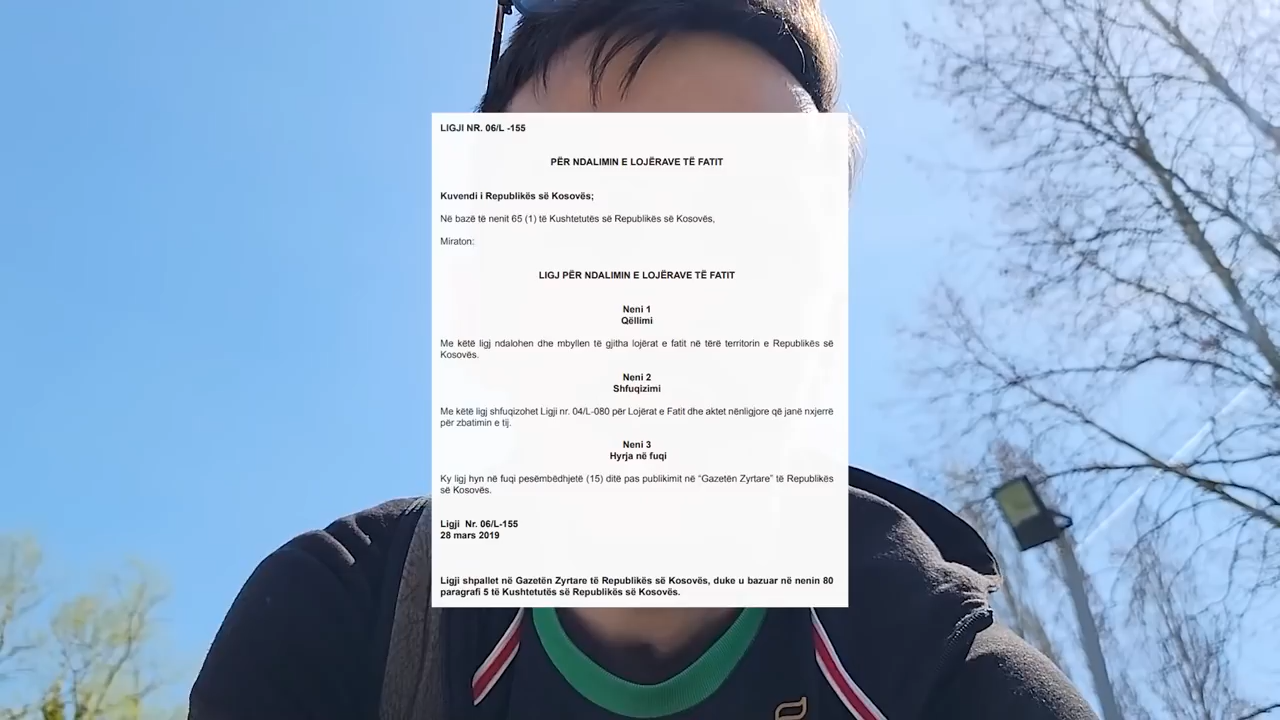 LIGJI NR. 06/L -155
PËR NDALIMIN E LOJËRAVE TË FATIT
Kuvendi i Republikës së Kosovës;
Në bazë të nenit 65 (1) të Kushtetutës së Republikës së Kosovës,
Miraton:
LIGJ PËR NDALIMIN E LOJËRAVE TË FATIT
Neni 1
Qëllimi
Me këtë ligj ndalohen dhe mbyllen të gjitha lojërat e fatit në tërë territorin e Republikës së
Kosovës.
Neni 2
Shfuqizimi
Me këtë ligj shfuqizohet Ligji nr. 04/L-080 për Lojërat e Fatit dhe aktet nënligjore që janë nxjerrë
për zbatimin e tij.
Neni 3
Hyrja në fuqi
Ky ligj hyn në fuqi pesëmbëdhjetë (15) ditë pas publikimit në “Gazetën Zyrtare” të Republikës
së Kosovës.
Ligji Nr. 06/L-155
28 mars 2019
Ligji shpallet në Gazetën Zyrtare të Republikës së Kosovës, duke u bazuar në nenin 80
paragrafi 5 të Kushtetutës së Republikës së Kosovës.